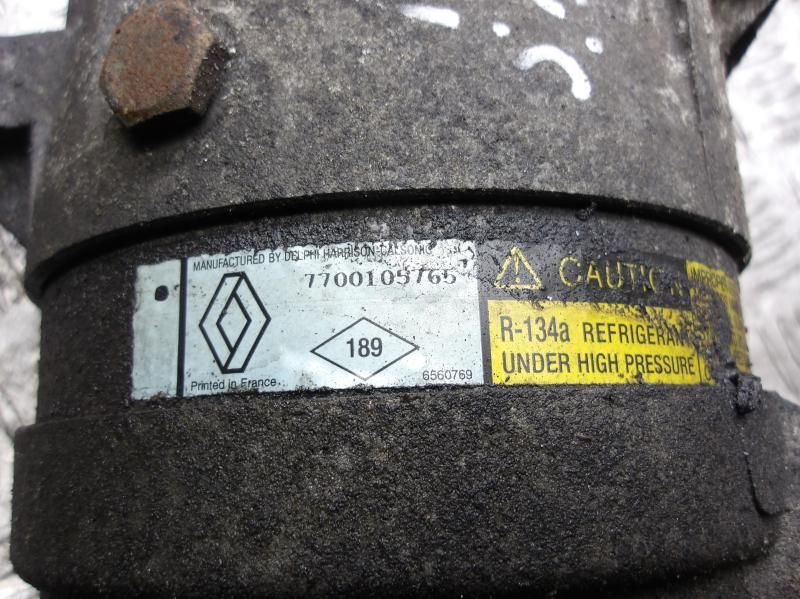 MANUFACTURED BY DELPHI HARRISON-CALSONIC
7700105765
189
Printed in France
6560769
CAUTION
R-134a REFRIGERANT
UNDER HIGH PRESSURE